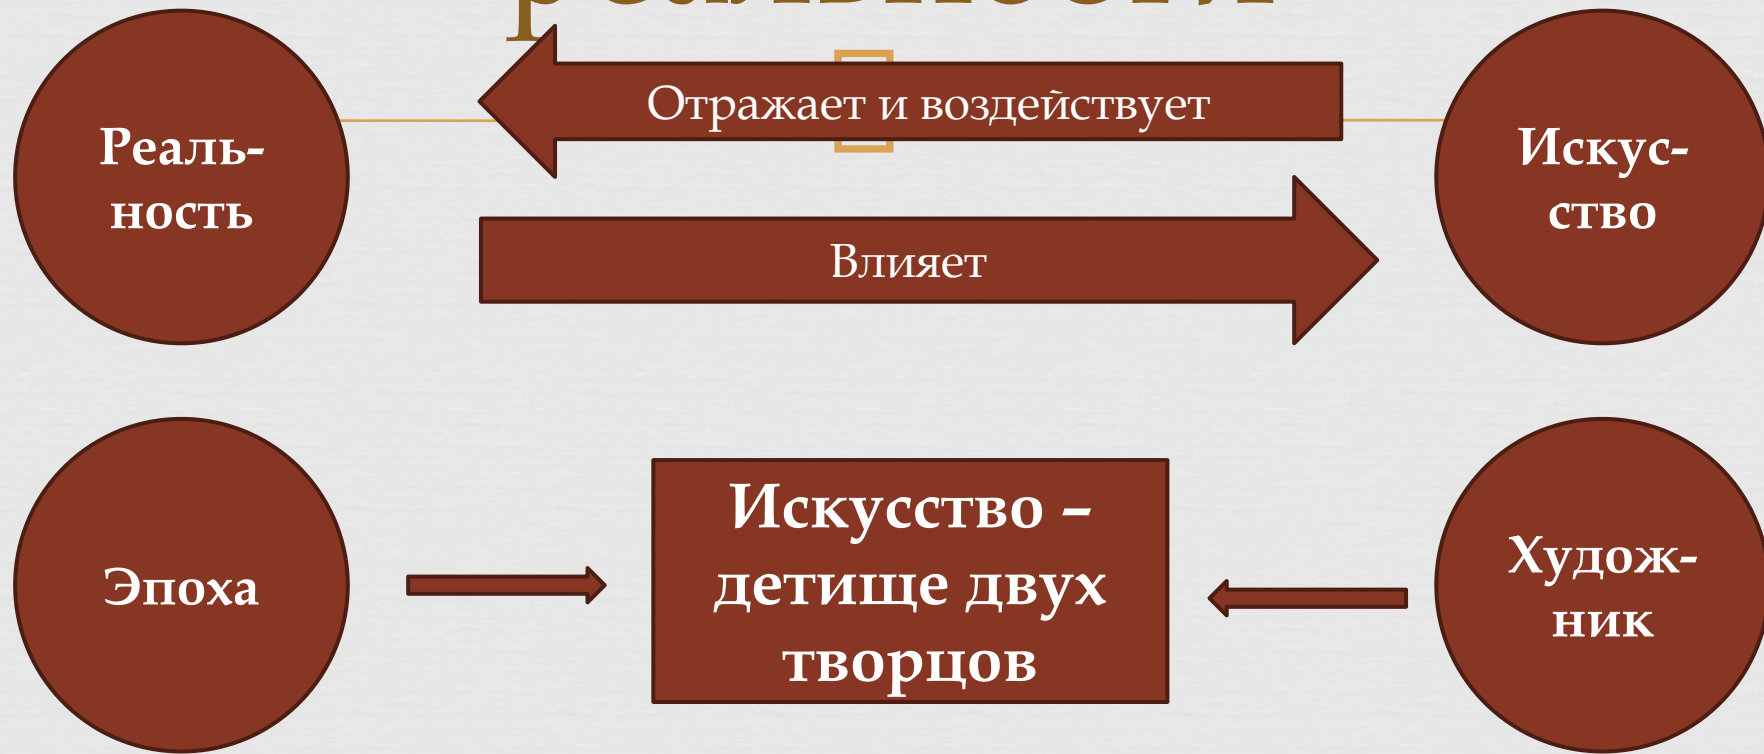 Отражает и воздействует
Реаль-
ность
Искус-
ство
Влияет
Эпоха
Искусство –
детище двух
творцов
Худож-
ник